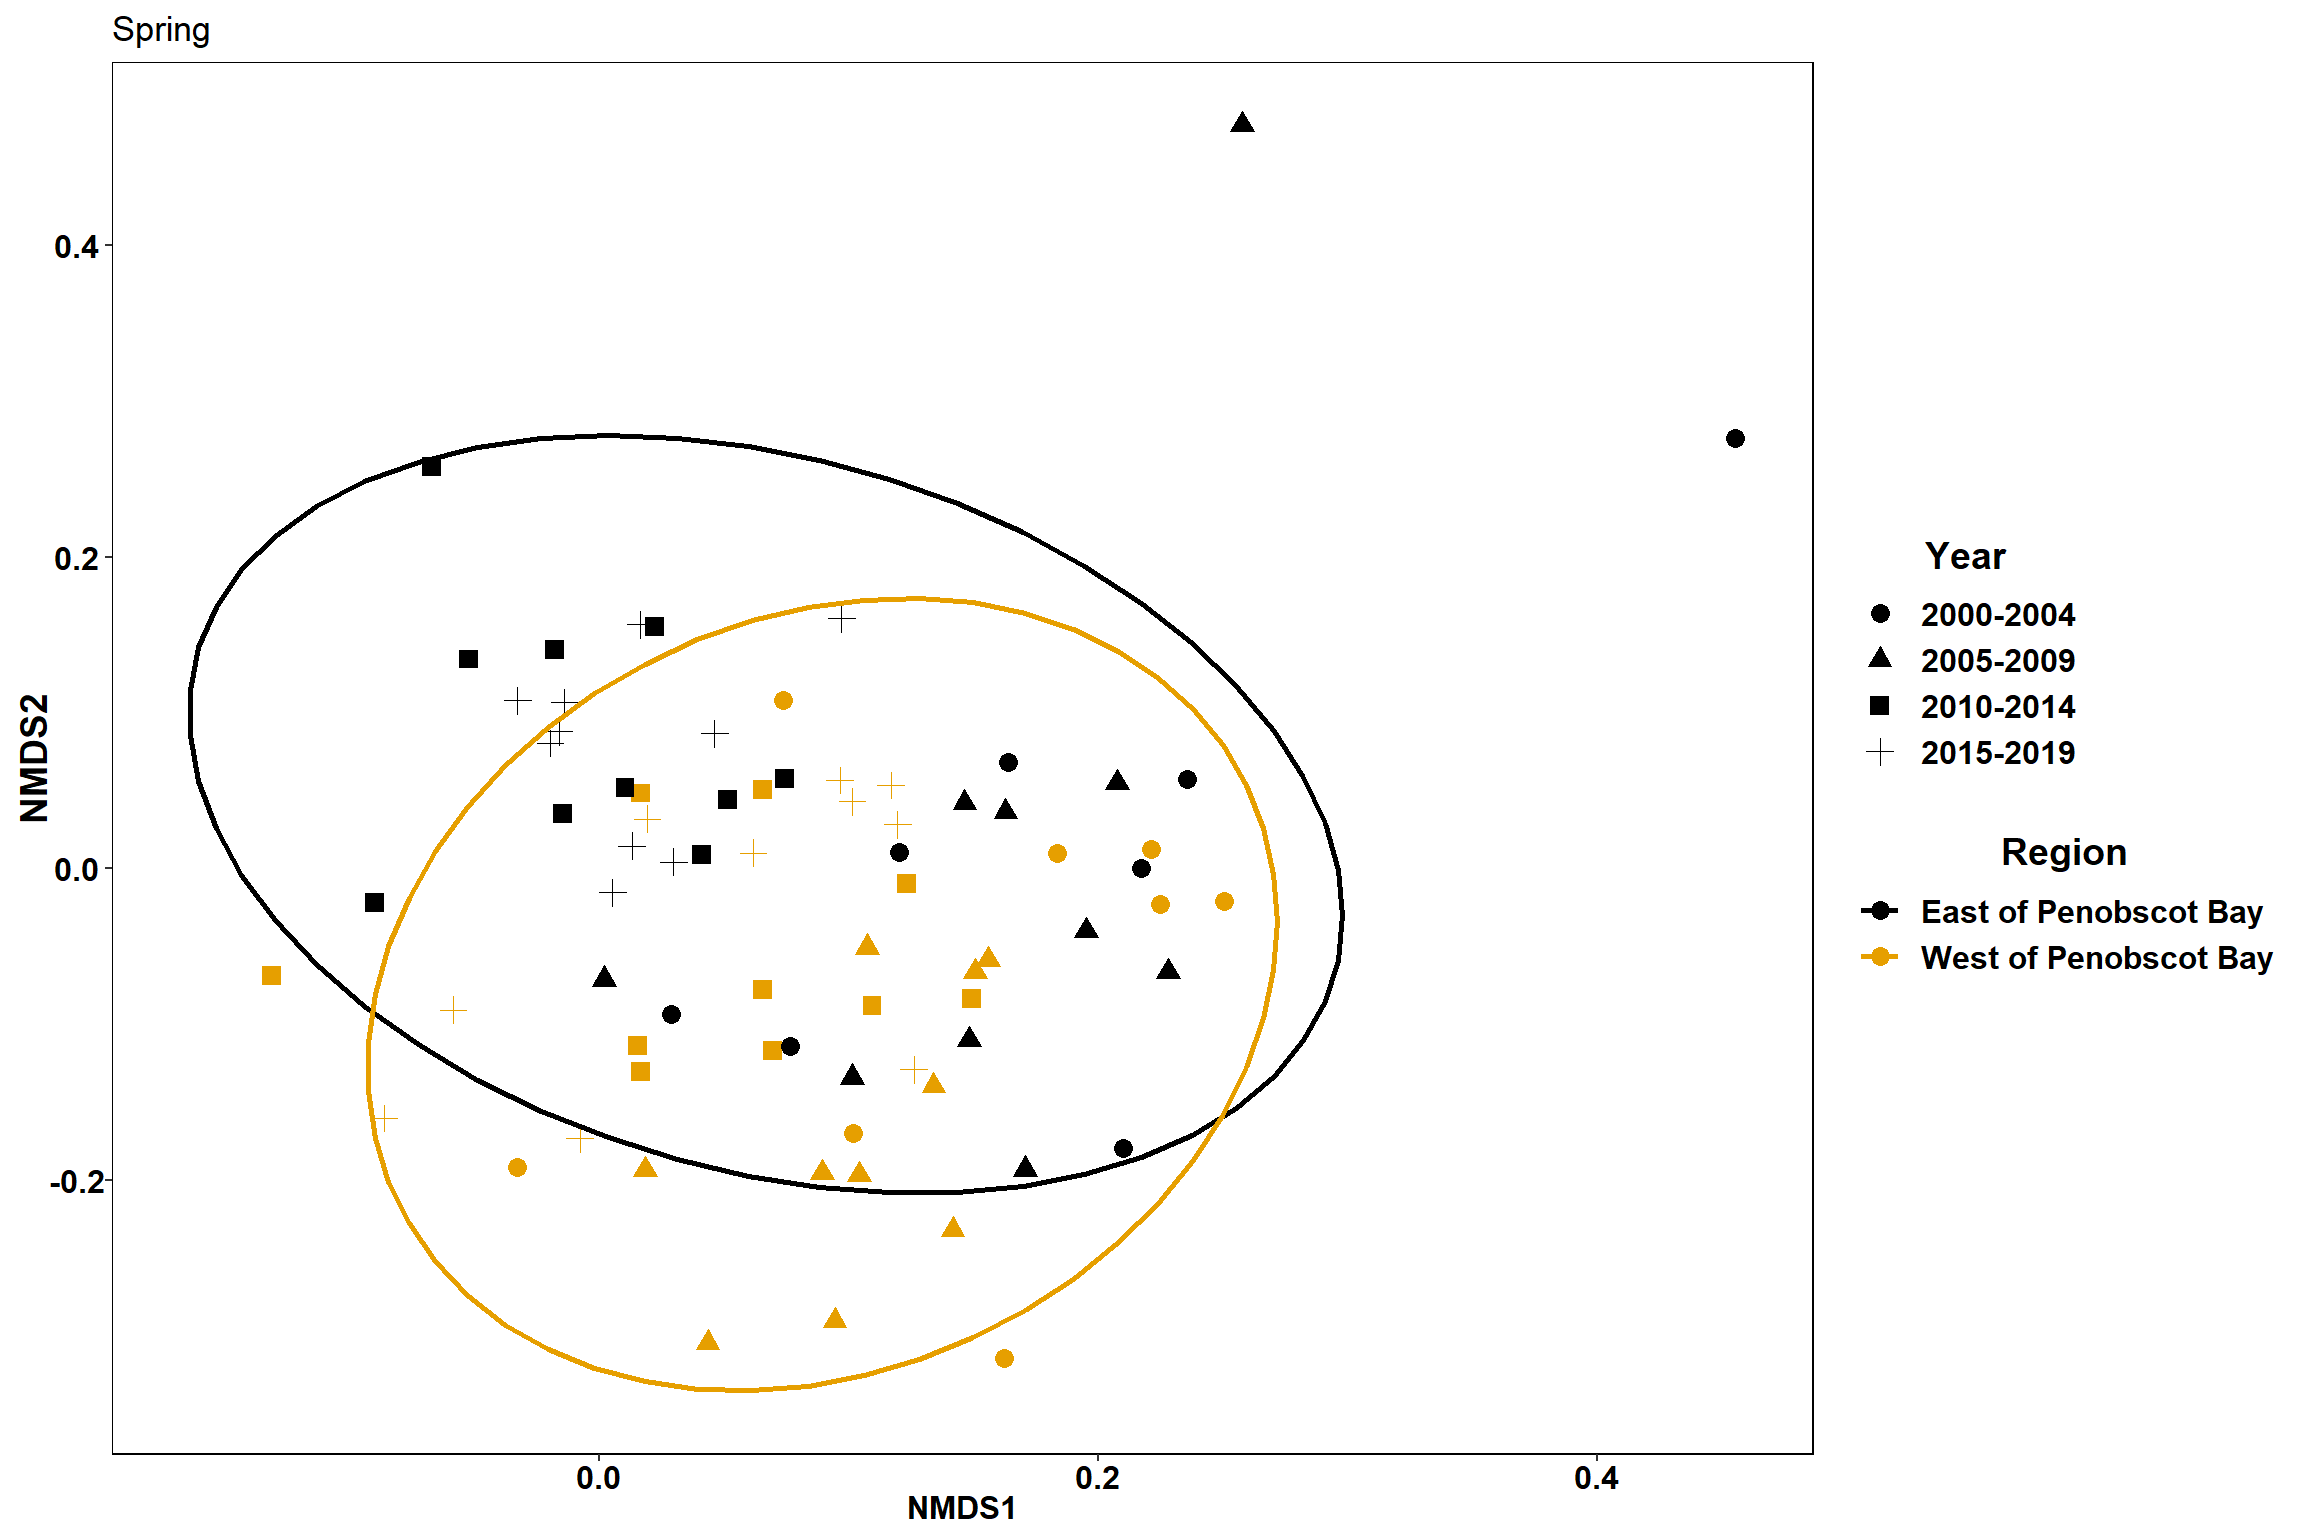 Spring
NMDS2
0.4
0.2
0.0
-0.2
0.0 0.2 0.4
NMDS1
Year
2000-2004
2005-2009
2010-2014
2015-2019
Region
East of Penobscot Bay
West of Penobscot Bay